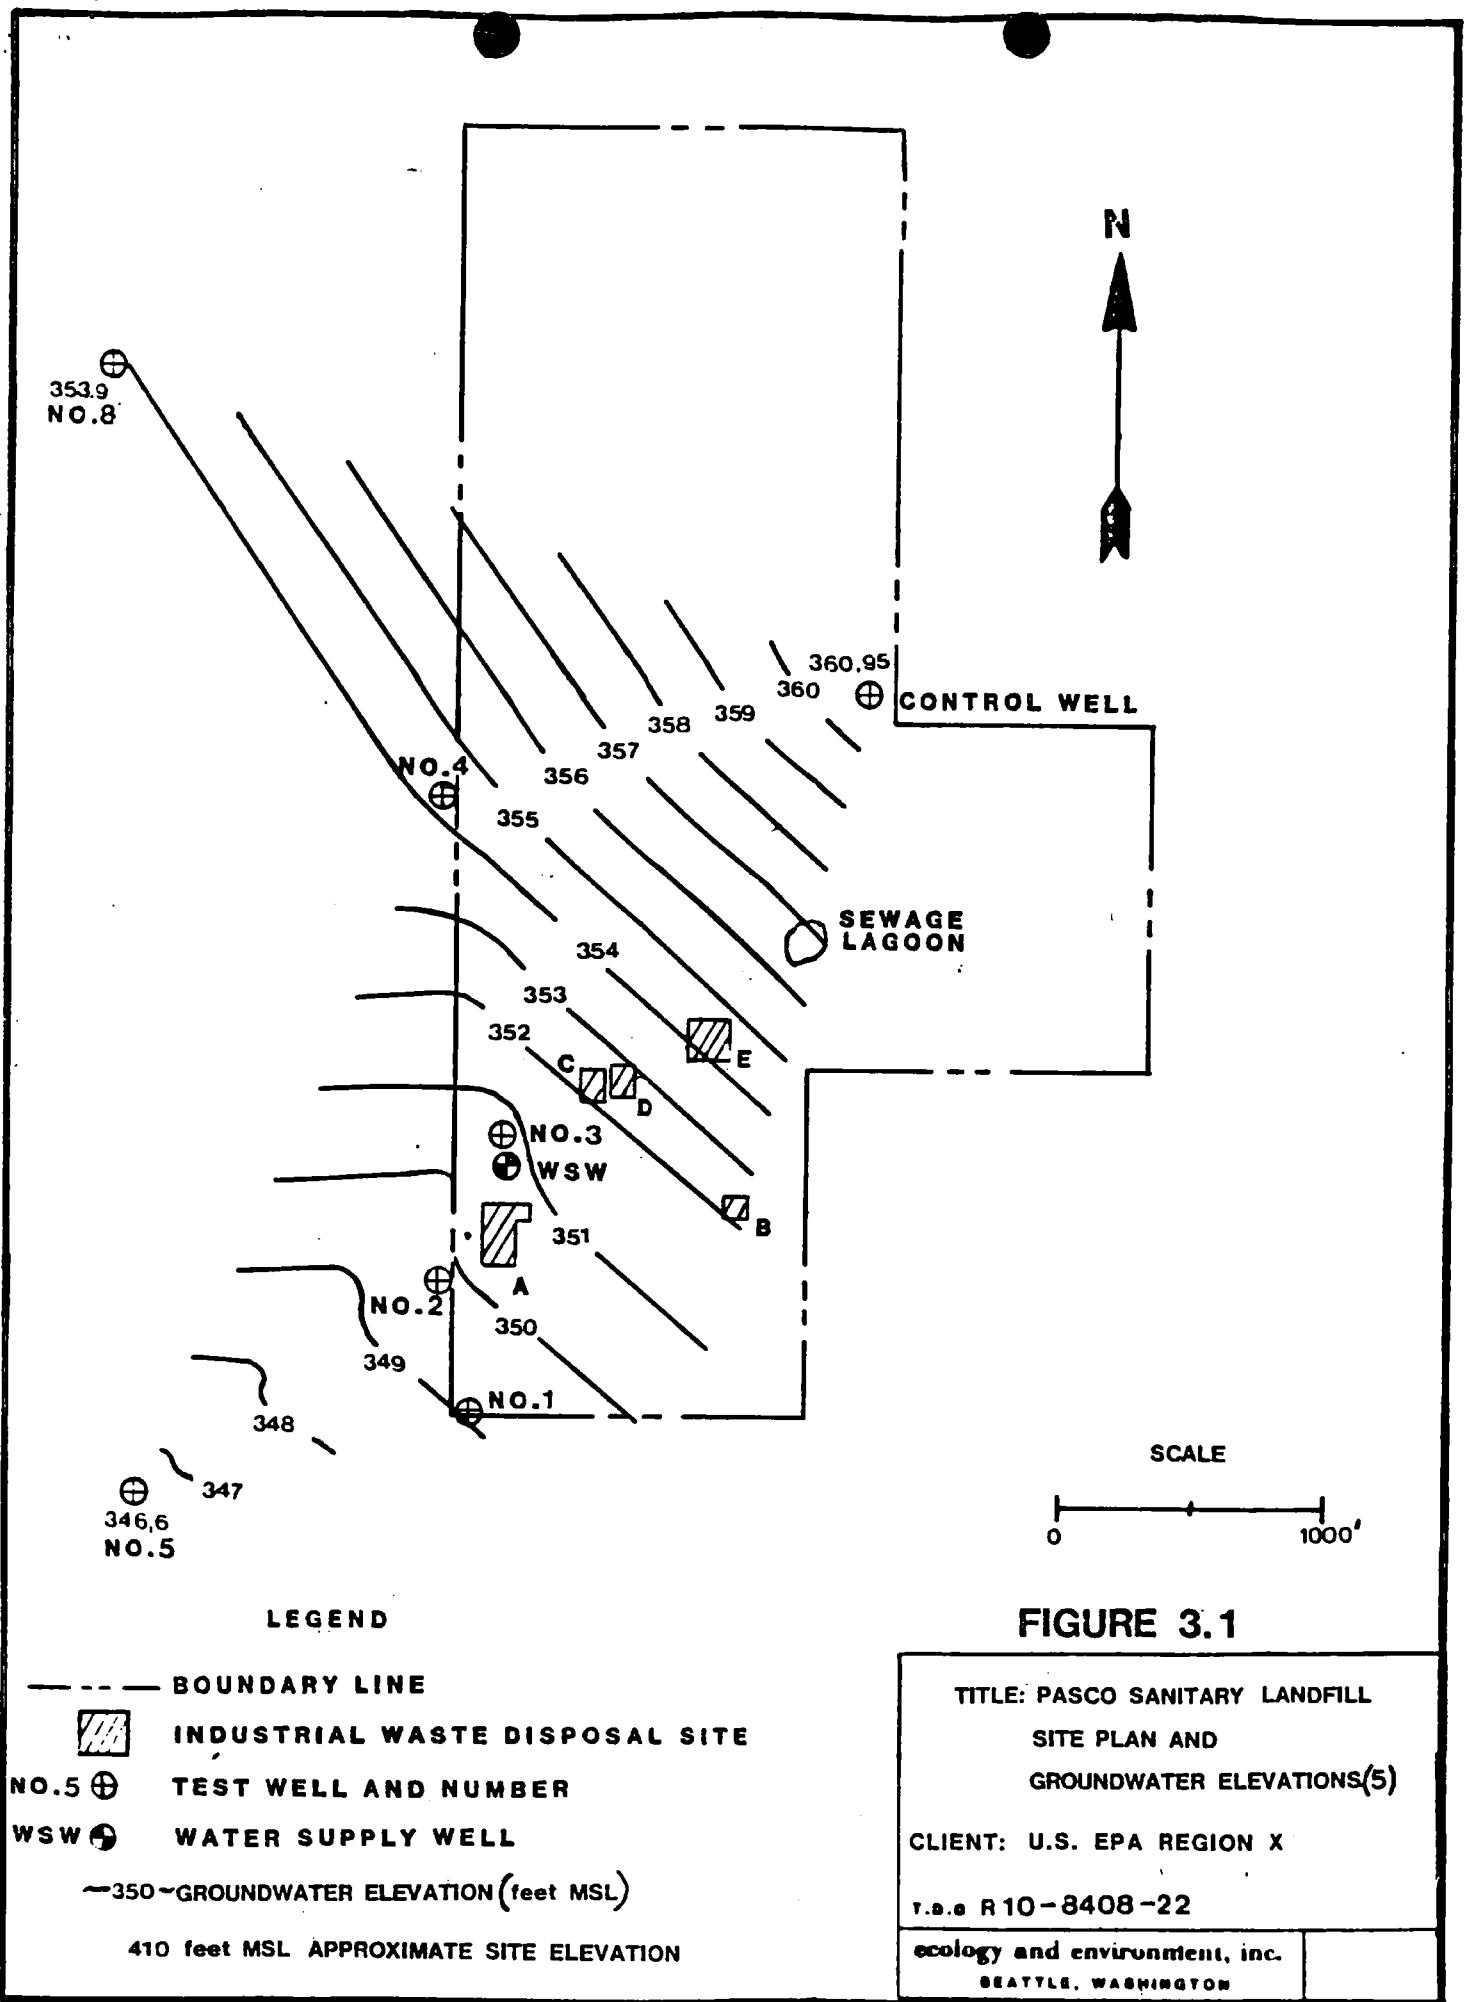 N
353.9
NO.8
360.95
360
CONTROL WELL
359
358
357
NO.4
356
355
SEWAGE
LAGOON
354
353
352
C
E
D
NO.3
WSW
B
351
A
NO.2
350
349
NO.1
348
347
346,6
NO.5
SCALE
0
1000'
LEGEND
BOUNDARY LINE
INDUSTRIAL WASTE DISPOSAL SITE
NO.5 TEST WELL AND NUMBER
WSW WATER SUPPLY WELL
~350~GROUNDWATER ELEVATION (feet MSL)
410 feet MSL APPROXIMATE SITE ELEVATION
FIGURE 3.1
TITLE: PASCO SANITARY LANDFILL
SITE PLAN AND
GROUNDWATER ELEVATIONS(5)
CLIENT: U.S. EPA REGION X
R10-8408-22
ecology and environment, inc.
SEATTLE, WASHINGTON